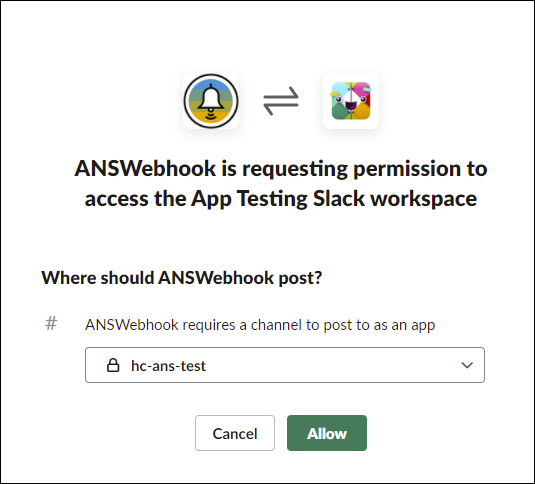 ANSWebhook is requesting permission to
access the App Testing Slack workspace
Where should ANSWebhook post?
# ANSWebhook requires a channel to post to as an app
hc-ans-test
Cancel Allow